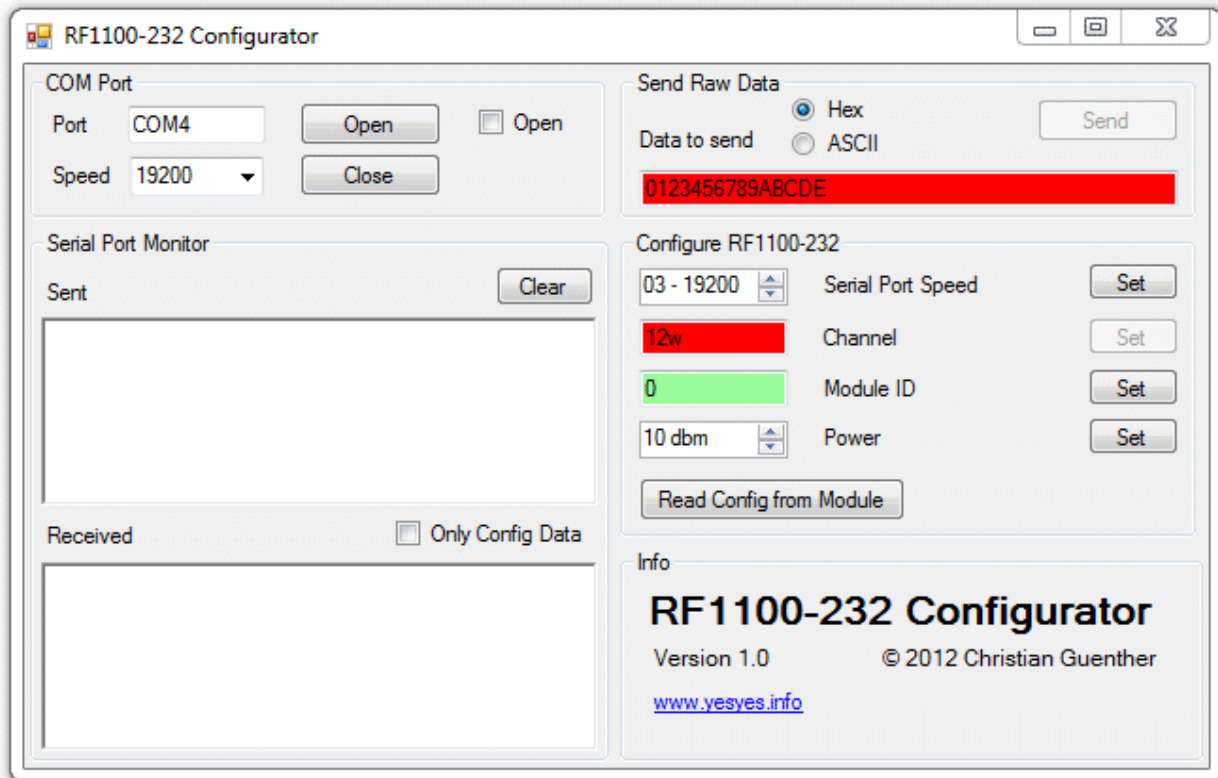 RF1100-232 Configurator
COM Port
Port COM4 Open Open
Speed 19200 Close
Send Raw Data
Hex
Data to send
ASCII
Send
0123456789ABCDE
Serial Port Monitor
Sent Clear
Received Only Config Data
Configure RF1100-232
03 - 19200 Serial Port Speed Set
12w Channel Set
0 Module ID Set
10 dbm Power Set
Read Config from Module
Info
RF1100-232 Configurator
Version 1.0 © 2012 Christian Guenther
www.yesyes.info